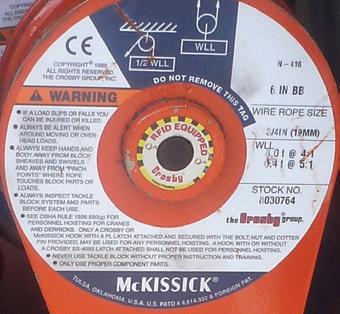 CE
COPYRIGHT © 1989
ALL RIGHTS RESERVED
THE CROSBY GROUP, INC.
1/2 WLL
WLL
DO NOT REMOVE THIS TAG
N-416
6 IN BB
WIRE ROPE SIZE
3/4IN (19MM)
WLL
STOCK NO.
8030764
the Crosby group.
RFID EQUIPPED
Crosby
WARNING
• IF A LOAD SLIPS OR FALLS YOU
CAN BE INJURED OR KILLED.
• ALWAYS BE ALERT WHEN
AROUND MOVING OR OVER-
HEAD LOADS.
• ALWAYS KEEP HANDS AND
BODY AWAY FROM BLOCK
SHEAVES AND SWIVELS
AND AWAY FROM "PINCH
POINTS" WHERE ROPE
TOUCHES BLOCK PARTS OR
LOADS.
• ALWAYS INSPECT TACKLE
BLOCK SYSTEM AND PARTS
BEFORE EACH USE.
• SEE OSHA RULE 1926.550(g) FOR
PERSONNEL HOISTING FOR CRANES
AND DERRICKS. ONLY A CROSBY OR
McKISSICK HOOK WITH A LATCH ATTACHED AND SECURED WITH THE BOLT, NUT AND COTTER
PIN PROVIDED, MAY BE USED FOR ANY PERSONNEL HOISTING. A HOOK WITH OR WITHOUT
A CROSBY SS-4055 LATCH ATTACHED SHALL NOT BE USED FOR PERSONNEL HOISTING.
• NEVER USE TACKLE BLOCK WITHOUT PROPER INSTRUCTION AND TRAINING.
• ONLY USE PROPER COMPONENT PARTS.
McKISSICK®
TULSA, OKLAHOMA, U.S.A. U.S. PATD # 4,614,332 & FOREIGN PAT.